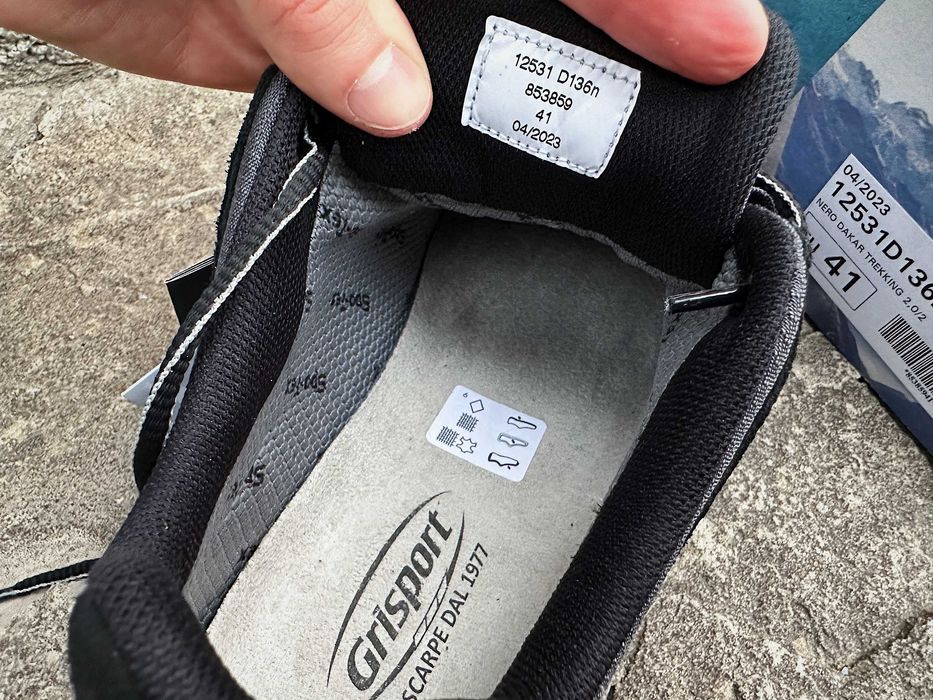 12531 D136n
853859
41
04/2023
04/2023
12531D136
NERO DAKAR TREKKING 2,0/2
41
Grisport
SCARPE DAL 1977